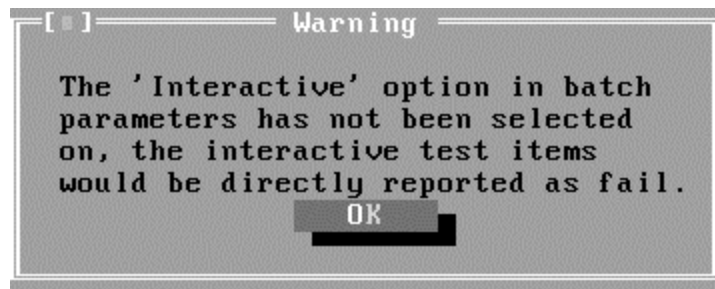 Warning
The 'Interactive' option in batch
parameters has not been selected
on, the interactive test items
would be directly reported as fail.
OK